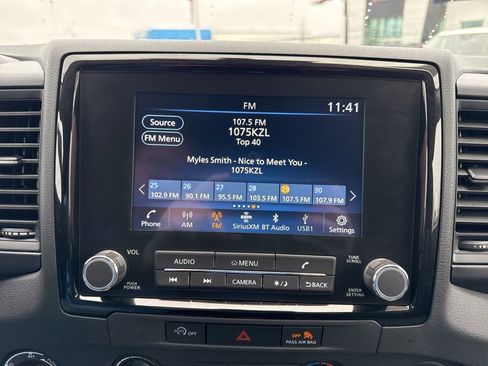 FM
11:41
Source
107.5 FM
1075KZL
FM Menu
Top 40
Myles Smith - Nice to Meet You -
1075KZL
25 26 27 28 29 30
102.9 FM 90.1 FM 95.5 FM 103.5 FM 107.5 FM 107.9 FM
Phone AM FM SiriusXM BT Audio USB1 Settings
VOL
AUDIO MENU
TUNE
SCROLL
PUSH
POWER
CAMERA BACK
ENTER
SETTING
OFF
OFF
PASS AIR BAG